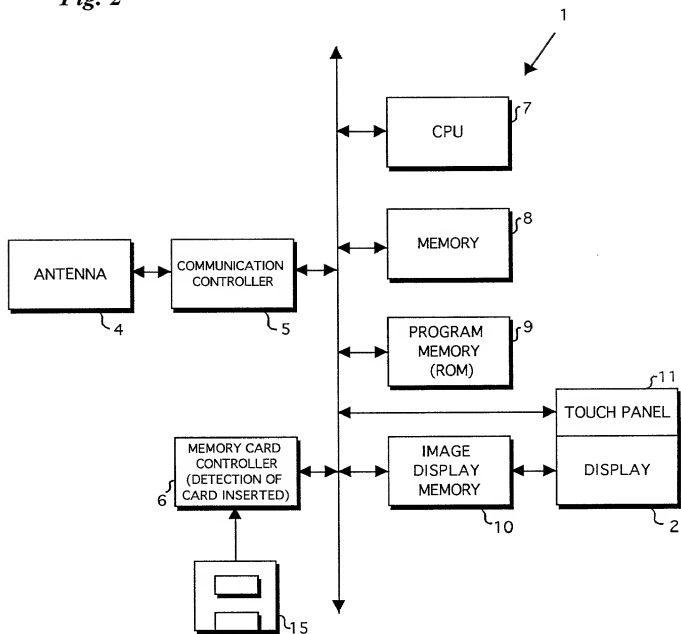 Fig. 2
1
CPU
7
MEMORY
8
ANTENNA
4
COMMUNICATION
CONTROLLER
5
PROGRAM
MEMORY
(ROM)
9
11
TOUCH PANEL
DISPLAY
2
IMAGE
DISPLAY
MEMORY
10
MEMORY CARD
CONTROLLER
(DETECTION OF
CARD INSERTED)
6
15